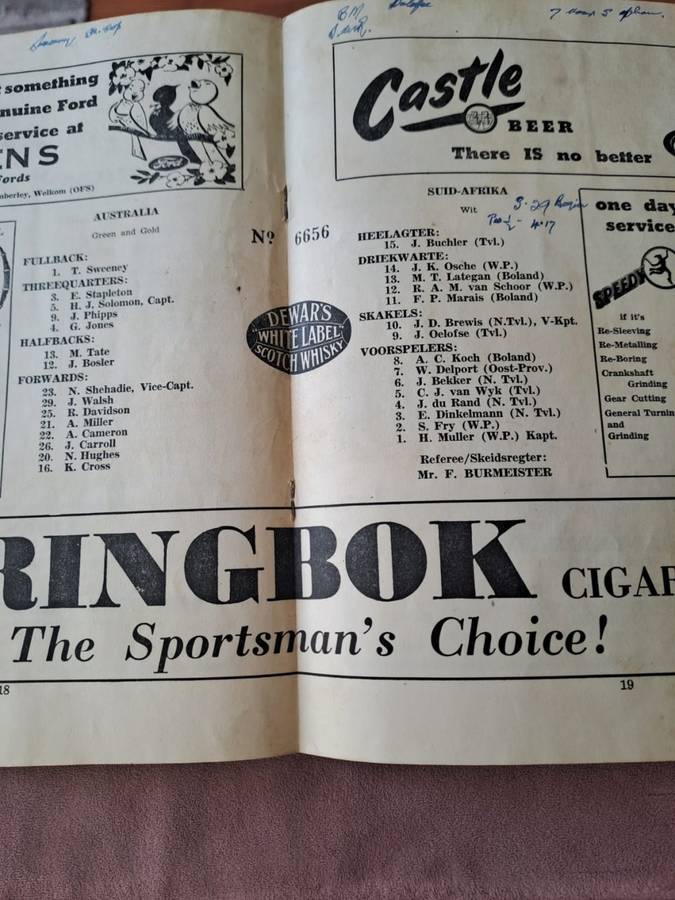 something
nuine Ford
service at
ENS
ords
mberley, Welkom (OFS)
Ford
AUSTRALIA
Green and Gold
FULLBACK:
1. T. Sweeney
THREEQUARTERS:
3. E. Stapleton
5. H. J. Solomon, Capt.
9. J. Phipps
4. G. Jones
HALFBACKS:
13. M. Tate
12. J. Bosler
FORWARDS:
23. N. Shehadie, Vice-Capt.
29. J. Walsh
25. R. Davidson
21. A. Miller
22. A. Cameron
26. J. Carroll
20. N. Hughes
16. K. Cross
Nº 6656
DEWAR'S
"WHITE LABEL"
SCOTCH WHISKY
Castle
BEER
There IS no better
SUID-AFRIKA
Wit
HEELAGTER:
15. J. Buchler (Tvl.)
DRIEKWARTE:
14. J. K. Osche (W.P.)
13. M. T. Lategan (Boland)
12. R. A. M. van Schoor (W.P.)
11. F. P. Marais (Boland)
SKAKELS:
10. J. D. Brewis (N.Tvl.), V-Kpt.
9. J. Oelofse (Tvl.)
VOORSPELERS:
8. A. C. Koch (Boland)
7. W. Delport (Oost-Prov.)
6. J. Bekker (N. Tvl.)
5. C. J. van Wyk (Tvl.)
4. J. du Rand (N. Tvl.)
3. E. Dinkelmann (N. Tvl.)
2. S. Fry (W.P.)
1. H. Muller (W.P.) Kapt.
Referee/Skeidsregter:
Mr. F. BURMEISTER
one day
service
SPEEDY
if it's
Re-Sleeving
Re-Metalling
Re-Boring
Crankshaft
Grinding
Gear Cutting
General Turnin
and
Grinding
RINGBOK CIGAR
The Sportsman's Choice!
18
19